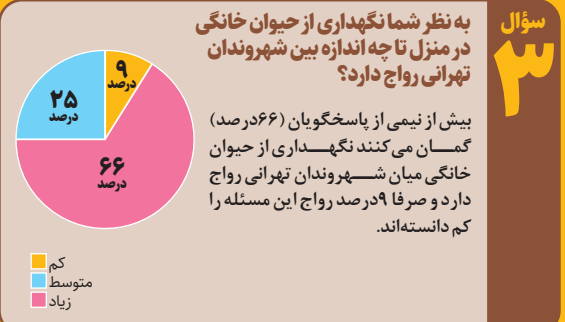 سؤال
۳
به نظر شما نگهداری از حیوان خانگی
در منزل تا چه اندازه بین شهروندان
تهرانی رواج دارد؟
بیش از نیمی از پاسخگویان (۶۶درصد)
گمان می‌کنند نگهداری از حیوان
خانگی میان شهروندان تهرانی رواج
دارد و صرفا ۹درصد رواج این مسئله را
کم دانسته‌اند.
۹
درصد
۲۵
درصد
۶۶
درصد
کم
متوسط
زیاد